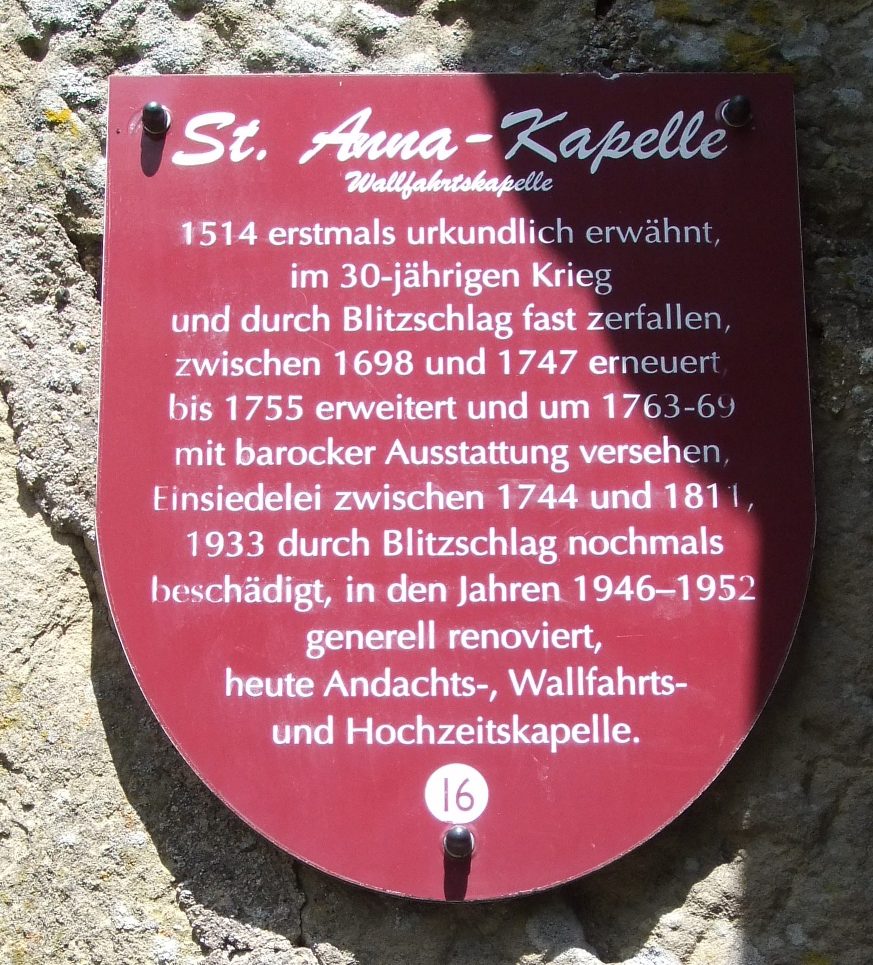 St. Anna-Kapelle
Wallfahrtskapelle
1514 erstmals urkundlich erwähnt,
im 30-jährigen Krieg
und durch Blitzschlag fast zerfallen,
zwischen 1698 und 1747 erneuert,
bis 1755 erweitert und um 1763-69
mit barocker Ausstattung versehen,
Einsiedelei zwischen 1744 und 1811,
1933 durch Blitzschlag nochmals
beschädigt, in den Jahren 1946–1952
generell renoviert,
heute Andachts-, Wallfahrts-
und Hochzeitskapelle.
16